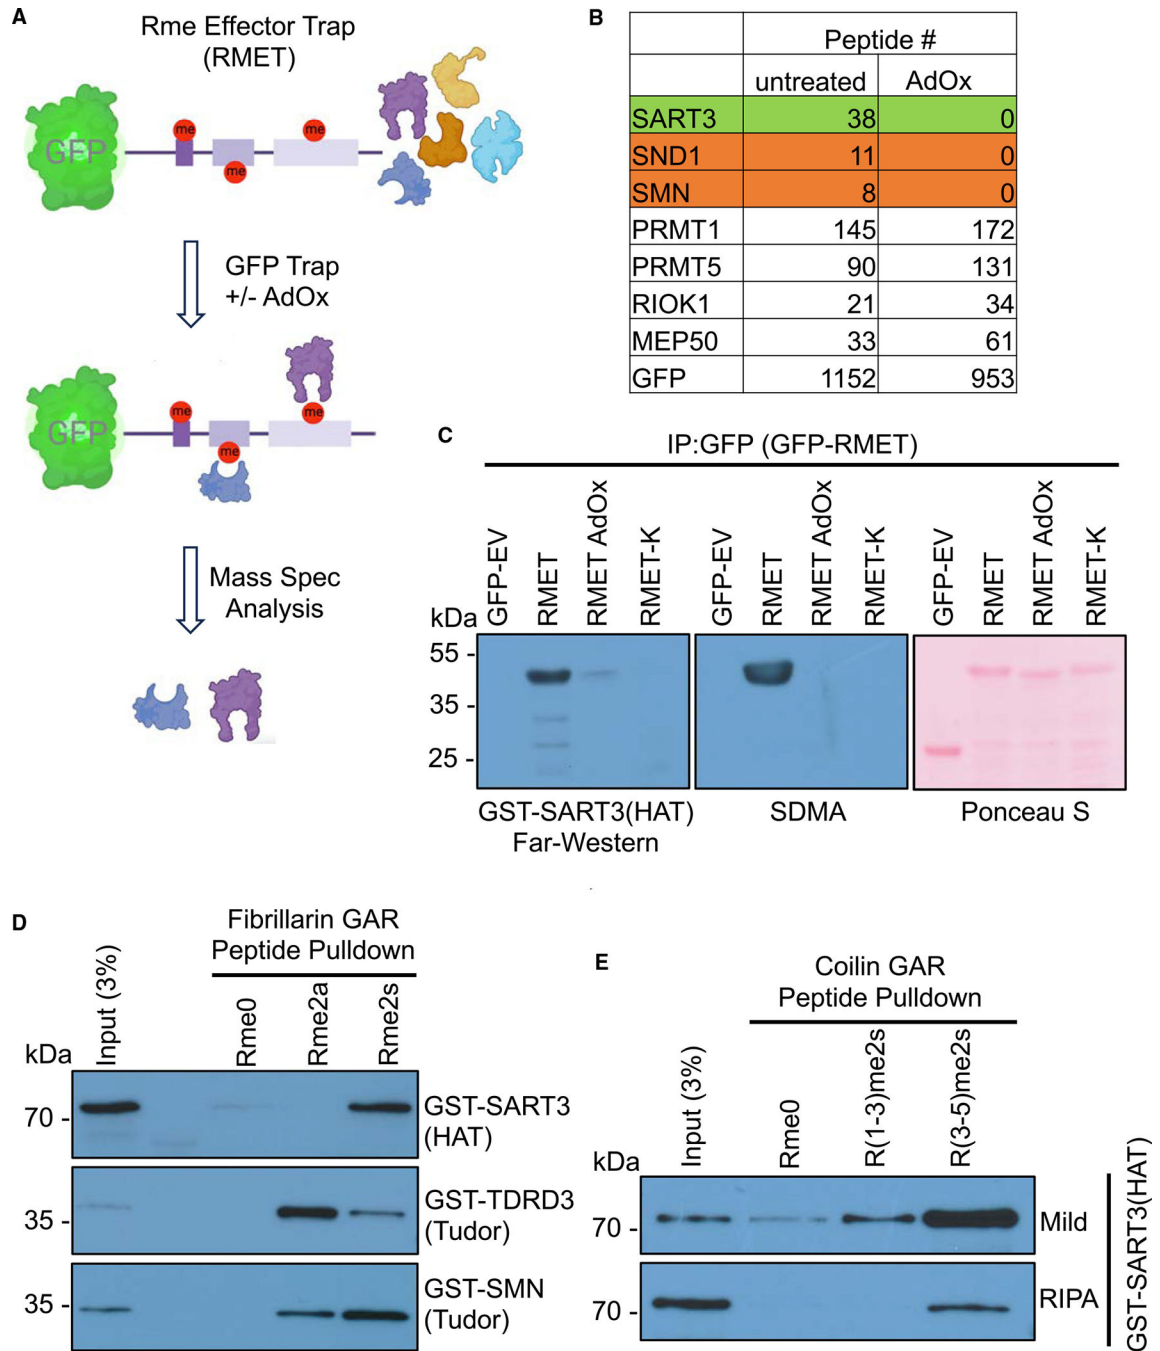 A
Rme Effector Trap
(RMET)
me
me
me
GFP
GFP Trap
+/- AdOx
me
me
me
GFP
Mass Spec
Analysis
B
Peptide #
untreated AdOx
SART3 38 0
SND1 11 0
SMN 8 0
PRMT1 145 172
PRMT5 90 131
RIOK1 21 34
MEP50 33 61
GFP 1152 953
C
IP:GFP (GFP-RMET)
GFP-EV
RMET
RMET AdOx
RMET-K
GFP-EV
RMET
RMET AdOx
RMET-K
GFP-EV
RMET
RMET AdOx
RMET-K
kDa
55 -
35 -
25 -
GST-SART3(HAT)
Far-Western
SDMA
Ponceau S
D
Fibrillarin GAR
Peptide Pulldown
Input (3%)
Rme0
Rme2a
Rme2s
kDa
70 -
GST-SART3
(HAT)
35 -
GST-TDRD3
(Tudor)
35 -
GST-SMN
(Tudor)
E
Coilin GAR
Peptide Pulldown
Input (3%)
Rme0
R(1-3)me2s
R(3-5)me2s
kDa
70 -
Mild
70 -
RIPA
GST-SART3(HAT)